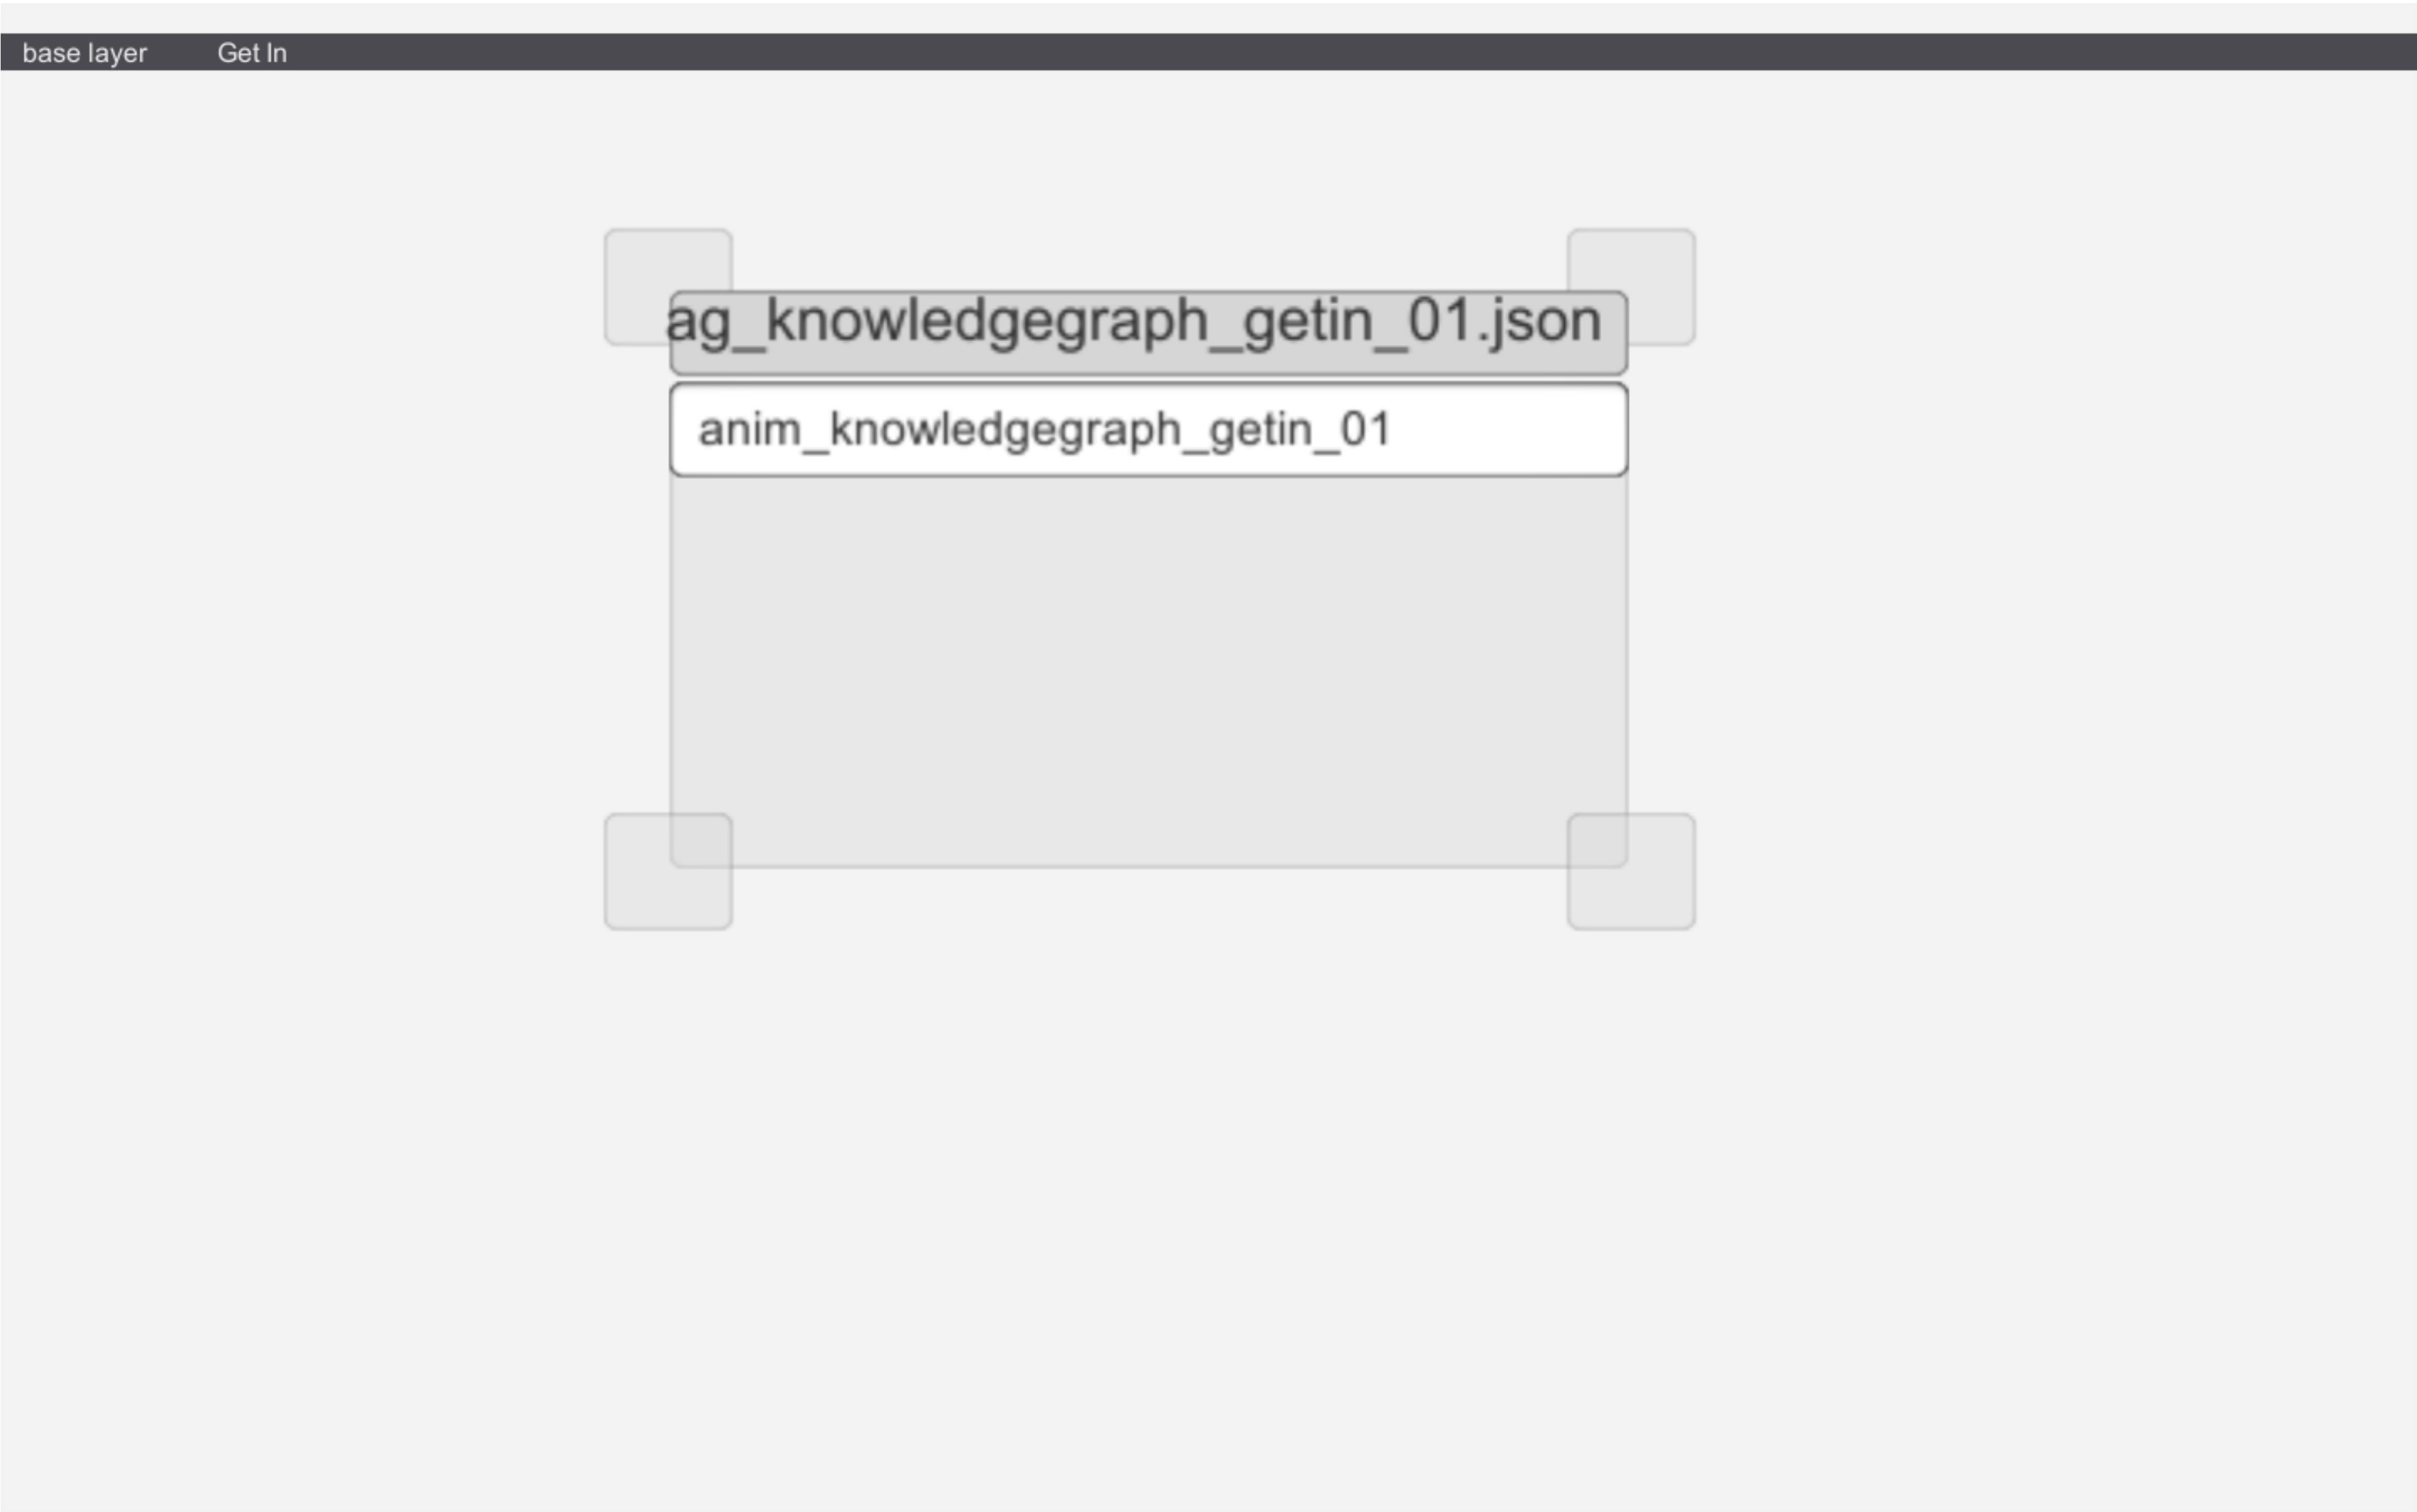 base layer Get In
ag_knowledgegraph_getin_01.json
anim_knowledgegraph_getin_01